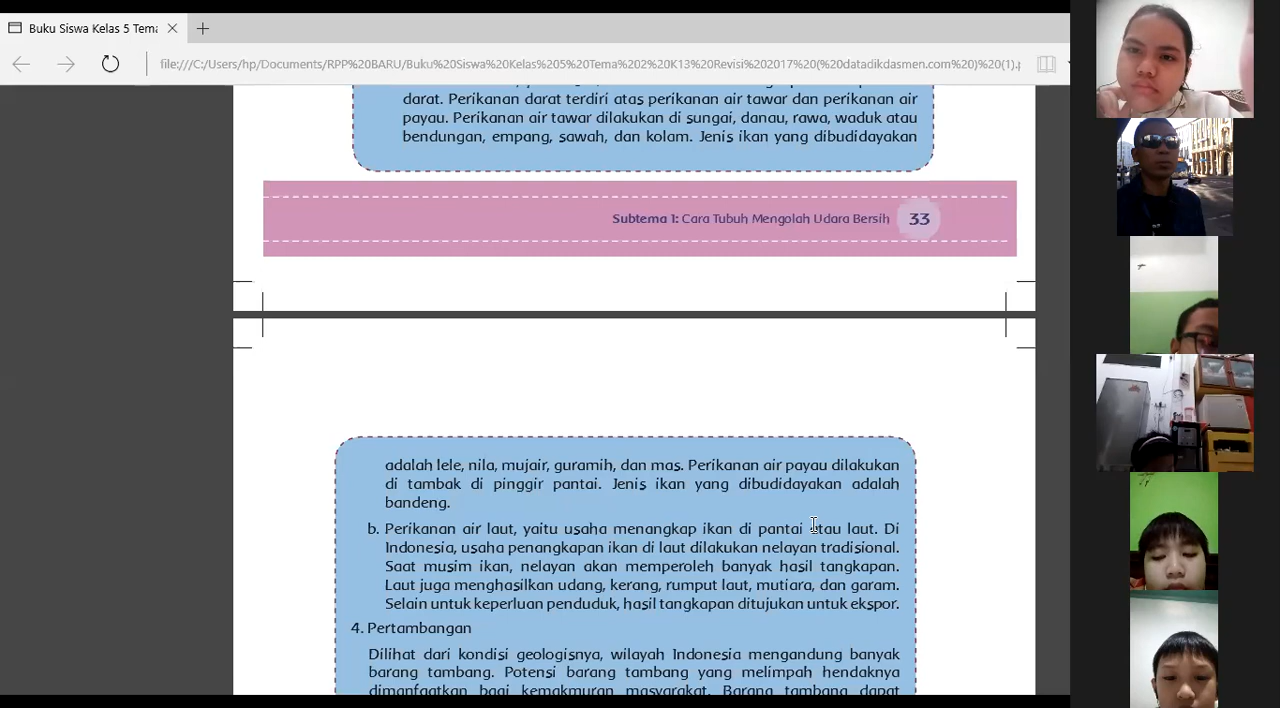 Buku Siswa Kelas 5 Tema
file:///C:/Users/hp/Documents/RPP%20BARU/Buku%20Siswa%20Kelas%205%20Tema%202%20K13%20Revisi%202017%20(%20datadikdasmen.com%20)%20(1).p
darat. Perikanan darat terdiri atas perikanan air tawar dan perikanan air
payau. Perikanan air tawar dilakukan di sungai, danau, rawa, waduk atau
bendungan, empang, sawah, dan kolam. Jenis ikan yang dibudidayakan
Subtema 1: Cara Tubuh Mengolah Udara Bersih 33
adalah lele, nila, mujair, guramih, dan mas. Perikanan air payau dilakukan
di tambak di pinggir pantai. Jenis ikan yang dibudidayakan adalah
bandeng.
b. Perikanan air laut, yaitu usaha menangkap ikan di pantai atau laut. Di
Indonesia, usaha penangkapan ikan di laut dilakukan nelayan tradisional.
Saat musim ikan, nelayan akan memperoleh banyak hasil tangkapan.
Laut juga menghasilkan udang, kerang, rumput laut, mutiara, dan garam.
Selain untuk keperluan penduduk, hasil tangkapan ditujukan untuk ekspor.
4. Pertambangan
Dilihat dari kondisi geologisnya, wilayah Indonesia mengandung banyak
barang tambang. Potensi barang tambang yang melimpah hendaknya
dimanfaatkan bagi kemakmuran masyarakat. Barang tambang dapat